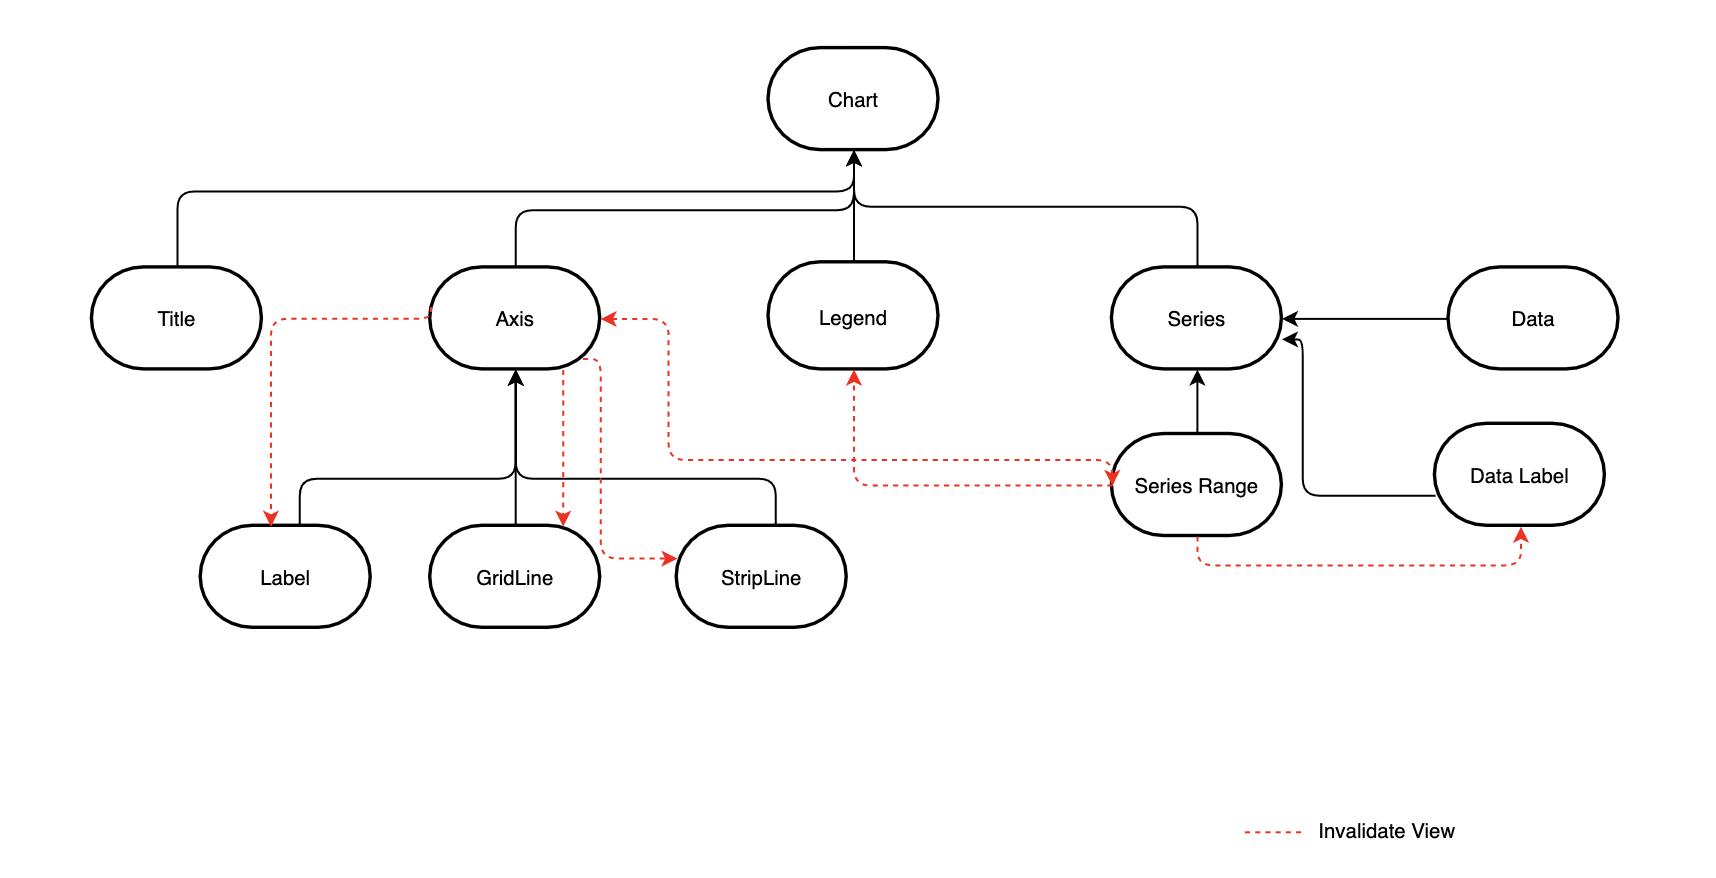 Chart
Title
Axis
Legend
Series
Data
Series Range
Data Label
Label
GridLine
StripLine
Invalidate View